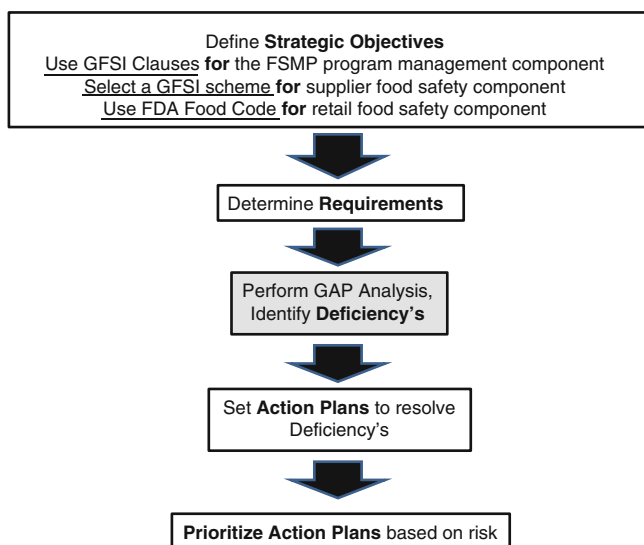 Define Strategic Objectives
Use GFSI Clauses for the FSMP program management component
Select a GFSI scheme for supplier food safety component
Use FDA Food Code for retail food safety component
Determine Requirements
Perform GAP Analysis,
Identify Deficiency's
Set Action Plans to resolve
Deficiency's
Prioritize Action Plans based on risk